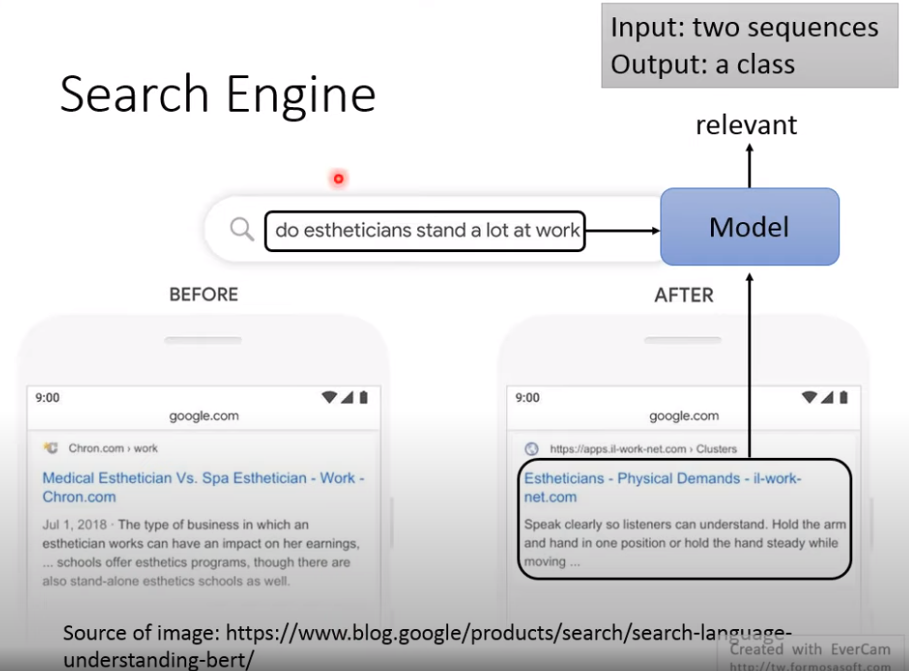 Input: two sequences
Output: a class
Search Engine
relevant
do estheticians stand a lot at work
Model
BEFORE
AFTER
9:00
google.com
Chron.com › work
Medical Esthetician Vs. Spa Esthetician - Work -
Chron.com
Jul 1, 2018 · The type of business in which an
esthetician works can have an impact on her earnings,
... schools offer esthetics programs, though there are
also stand-alone esthetics schools as well.
9:00
google.com
https://apps.il-work-net.com › Clusters
Estheticians - Physical Demands - il-work-
net.com
Speak clearly so listeners can understand. Hold the arm
and hand in one position or hold the hand steady while
moving ...
Source of image: https://www.blog.google/products/search/search-language-
understanding-bert/
Created with EverCam
http://tw.formosasoft.com